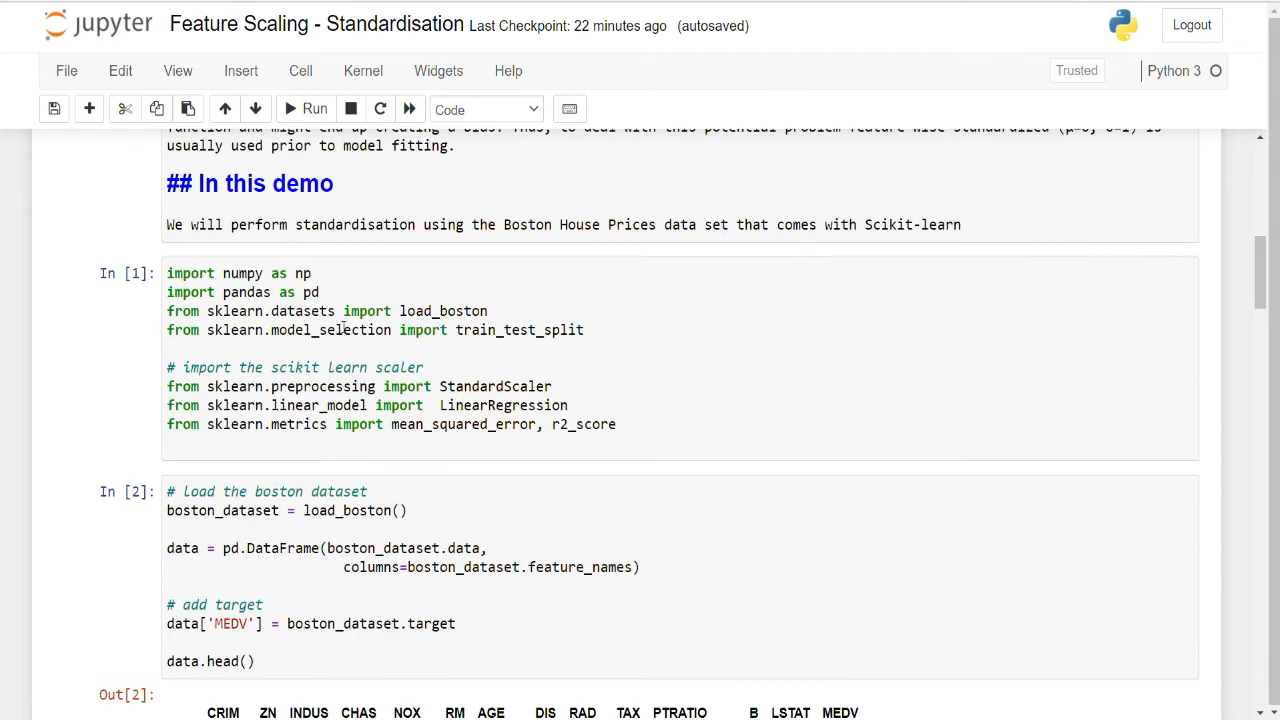 jupyter Feature Scaling - Standardisation Last Checkpoint: 22 minutes ago (autosaved) Logout
File Edit View Insert Cell Kernel Widgets Help Trusted Python 3
Run Code
function and might end up creating a bias. Thus, to deal with this potential problem feature-wise standardized (μ=0, σ=1) is
usually used prior to model fitting.
## In this demo
We will perform standardisation using the Boston House Prices data set that comes with Scikit-learn
In [1]: import numpy as np
import pandas as pd
from sklearn.datasets import load_boston
from sklearn.model_selection import train_test_split
# import the scikit learn scaler
from sklearn.preprocessing import StandardScaler
from sklearn.linear_model import  LinearRegression
from sklearn.metrics import mean_squared_error, r2_score
In [2]: # load the boston dataset
boston_dataset = load_boston()
data = pd.DataFrame(boston_dataset.data,
columns=boston_dataset.feature_names)
# add target
data['MEDV'] = boston_dataset.target
data.head()
Out[2]:
CRIM ZN INDUS CHAS NOX RM AGE DIS RAD TAX PTRATIO B LSTAT MEDV